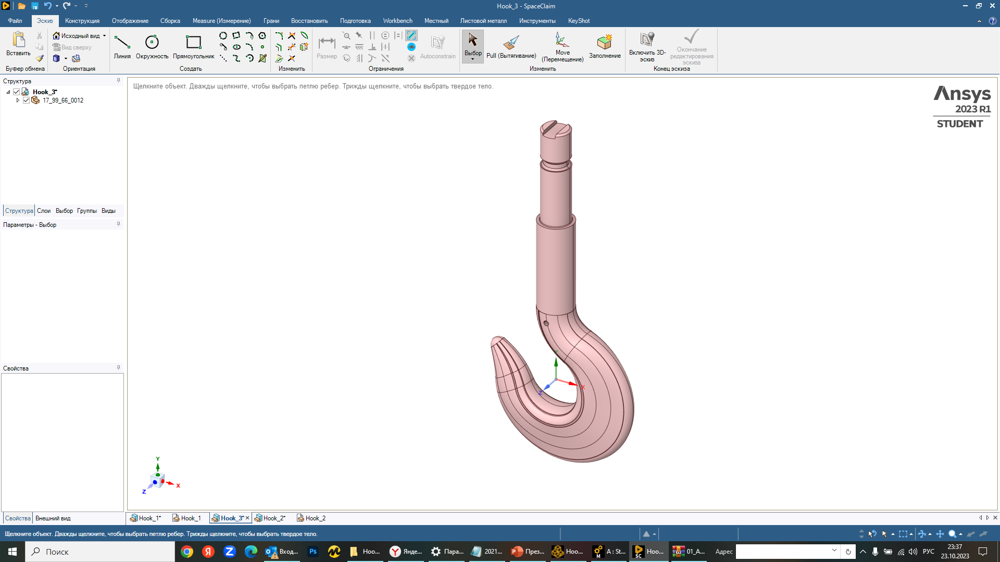 Hook_3 - SpaceClaim
Файл Эскиз Конструкция Отображение Сборка Measure (Измерение) Грани Восстановить Подготовка Workbench Местный Листовой металл Инструменты KeyShot
Вставить
Буфер обмена
Исходный вид
Вид сверху
Ориентация
Линия Окружность Прямоугольник
Создать
Изменить
Размер
Autoconstrain
Ограничения
Выбор
Pull (Вытягивание)
Move
(Перемещение)
Заполнение
Изменить
Включить 3D-
эскиз
Окончание
редактирования
эскиза
Конец эскиза
Структура
Hook_3*
17_99_66_0012
Структура Слои Выбор Группы Виды
Параметры - Выбор
Свойства
Свойства Внешний вид
Щелкните объект. Дважды щелкните, чтобы выбрать петлю ребер. Трижды щелкните, чтобы выбрать твердое тело.
Ansys
2023 R1
STUDENT
Y
X
Z
Y
X
Z
Hook_1* Hook_1 Hook_3* Hook_2* Hook_2
Щелкните объект. Дважды щелкните, чтобы выбрать петлю ребер. Трижды щелкните, чтобы выбрать твердое тело.
Поиск
Вход...
Ps
Hoo...
Янде...
Пара...
2021...
През...
Hoo...
A : St...
Hoo...
01_A...
Адрес
РУС
23:37
23.10.2023